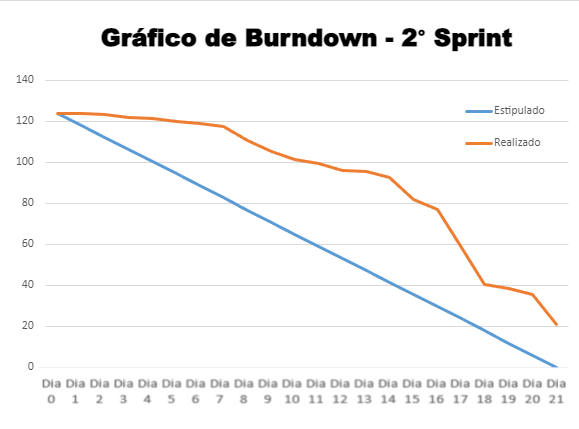 Gráfico de Burndown - 2° Sprint
140
120
100
80
60
40
20
0
Estipulado
Realizado
Dia Dia Dia Dia Dia Dia Dia Dia Dia Dia Dia Dia Dia Dia Dia Dia Dia Dia Dia Dia Dia Dia
0 1 2 3 4 5 6 7 8 9 10 11 12 13 14 15 16 17 18 19 20 21